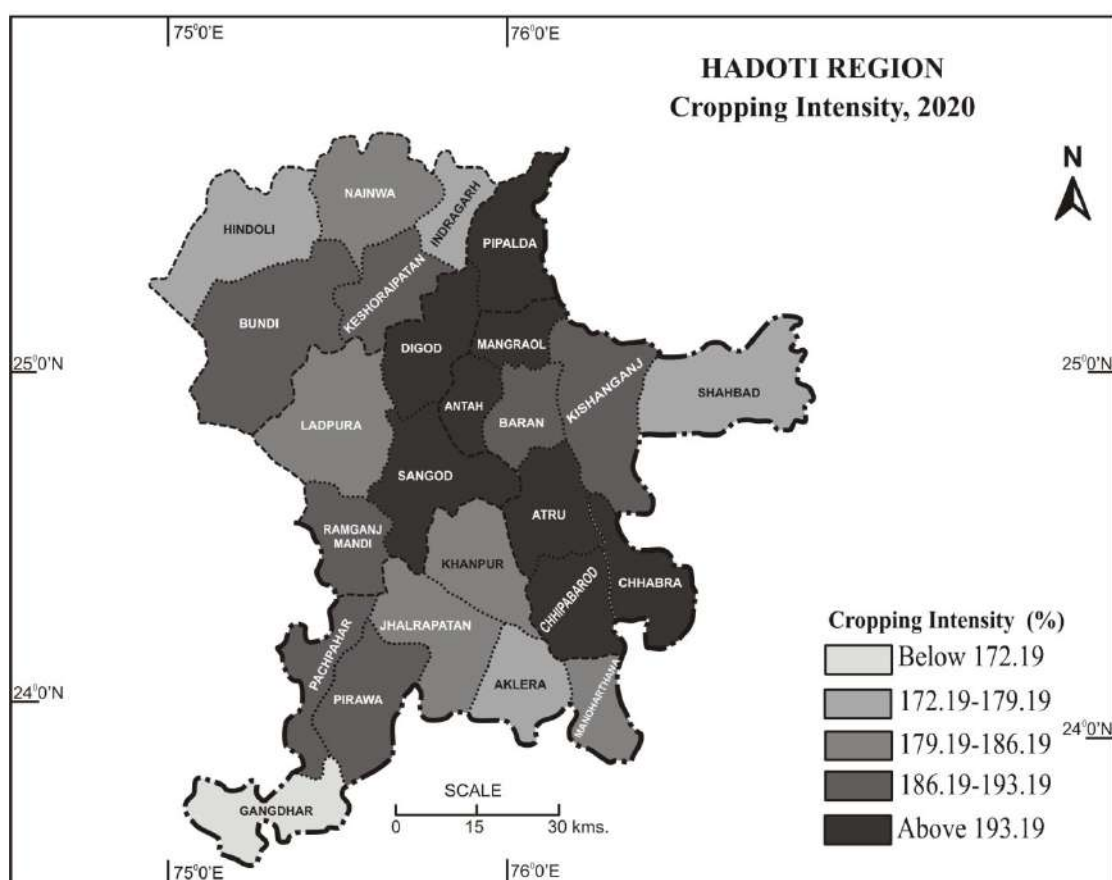 75°0'E
76°0'E
HADOTI REGION
Cropping Intensity, 2020
N
NAINWA
INDRAGARH
HINDOLI
PIPALDA
KESHORAIPATAN
BUNDI
DIGOD
MANGRAOL
25°0'N
25°0'N
KISHANGANJ
SHAHBAD
ANTAH
BARAN
LADPURA
SANGOD
ATRU
RAMGANJ
MANDI
KHANPUR
CHHIPABAROD
CHHABRA
JHALRAPATAN
PACHPAHAR
PIRAWA
AKLERA
MANOHARTHANA
24°0'N
24°0'N
GANGDHAR
SCALE
0 15 30 kms.
Cropping Intensity (%)
Below 172.19
172.19-179.19
179.19-186.19
186.19-193.19
Above 193.19
75°0'E
76°0'E